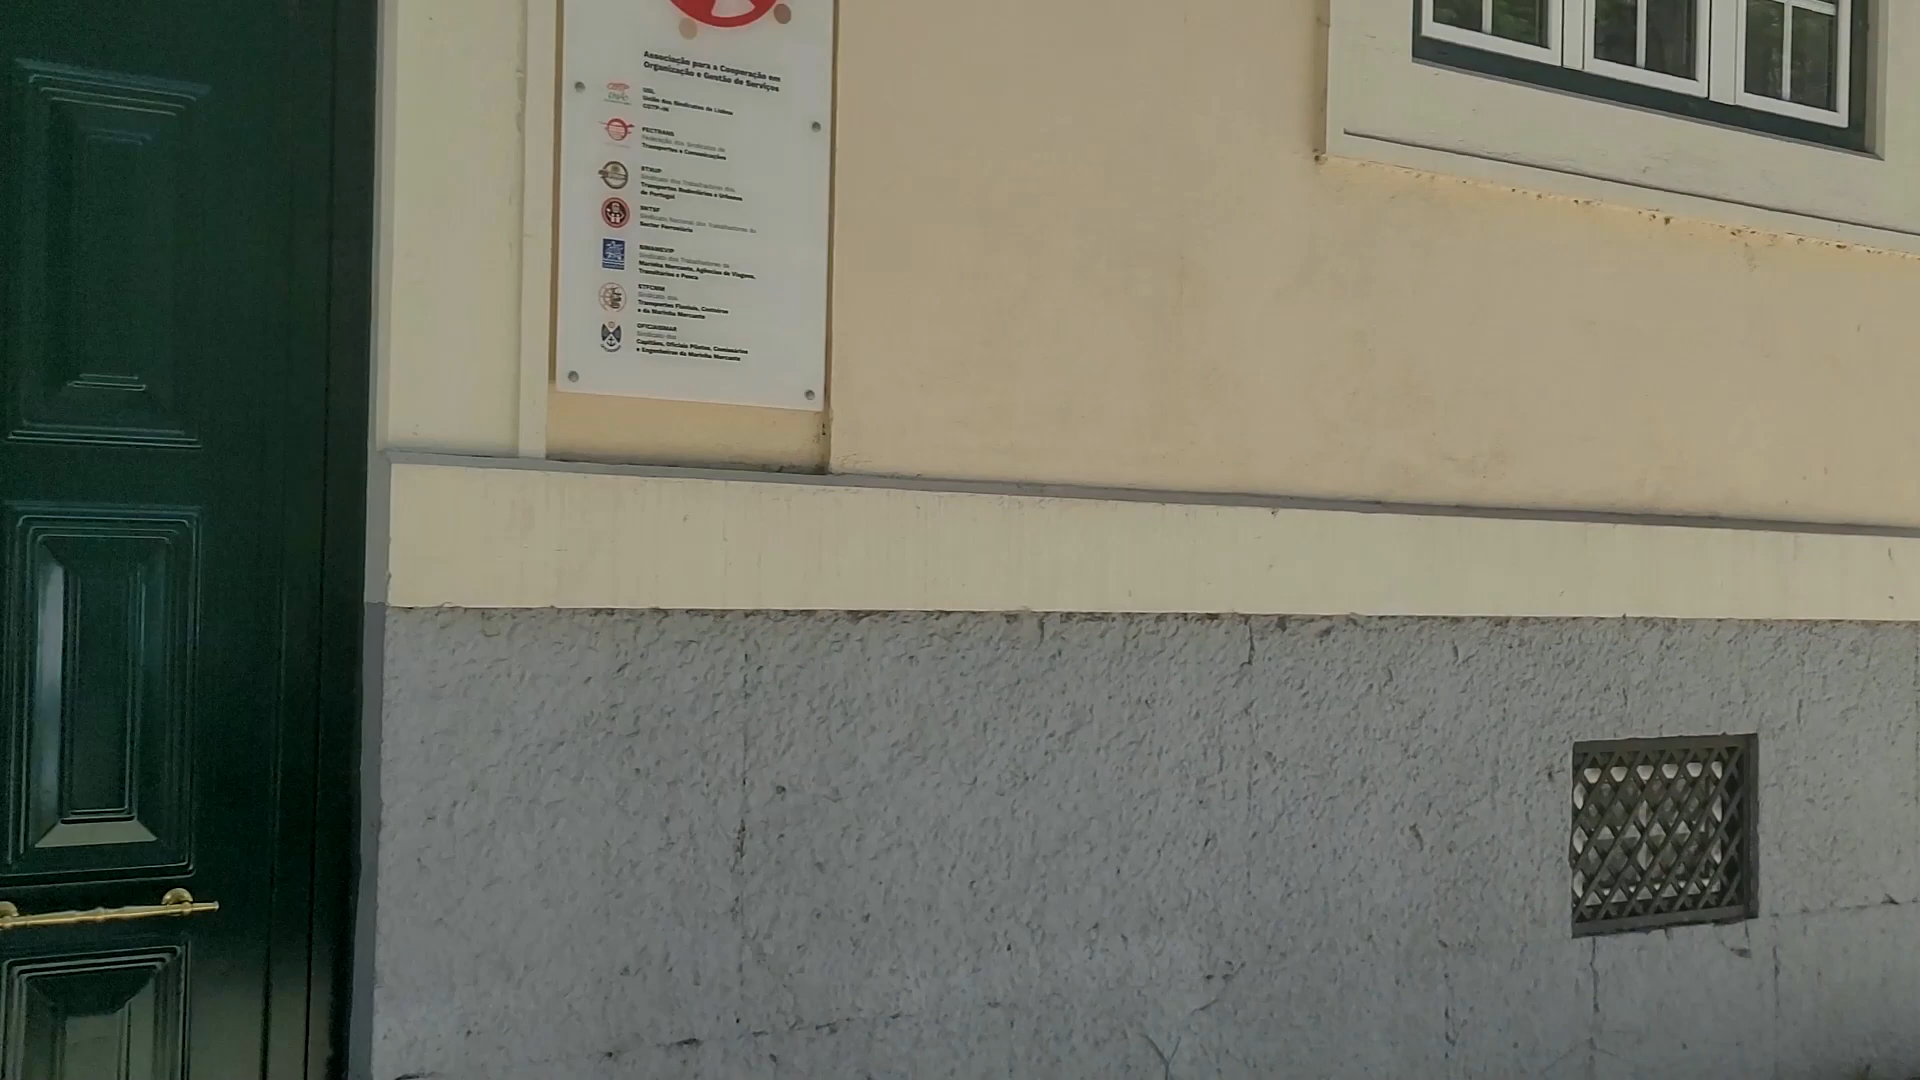 Associação para a Cooperação em
Organização e Gestão de Serviços
USL
União dos Sindicatos de Lisboa
CGTP-IN
FECTRANS
Federação dos Sindicatos de
Transportes e Comunicações
STRUP
Sindicato dos Trabalhadores dos
Transportes Rodoviários e Urbanos
de Portugal
SNTSF
Sindicato Nacional dos Trabalhadores do
Sector Ferroviário
SIMAMEVIP
Sindicato dos Trabalhadores da
Marinha Mercante, Agências de Viagens,
Transitários e Pesca
STFCMM
Sindicato dos
Transportes Fluviais, Costeiros
e da Marinha Mercante
OFICIAISMAR
Sindicato dos
Capitães, Oficiais Pilotos, Comissários
e Engenheiros da Marinha Mercante